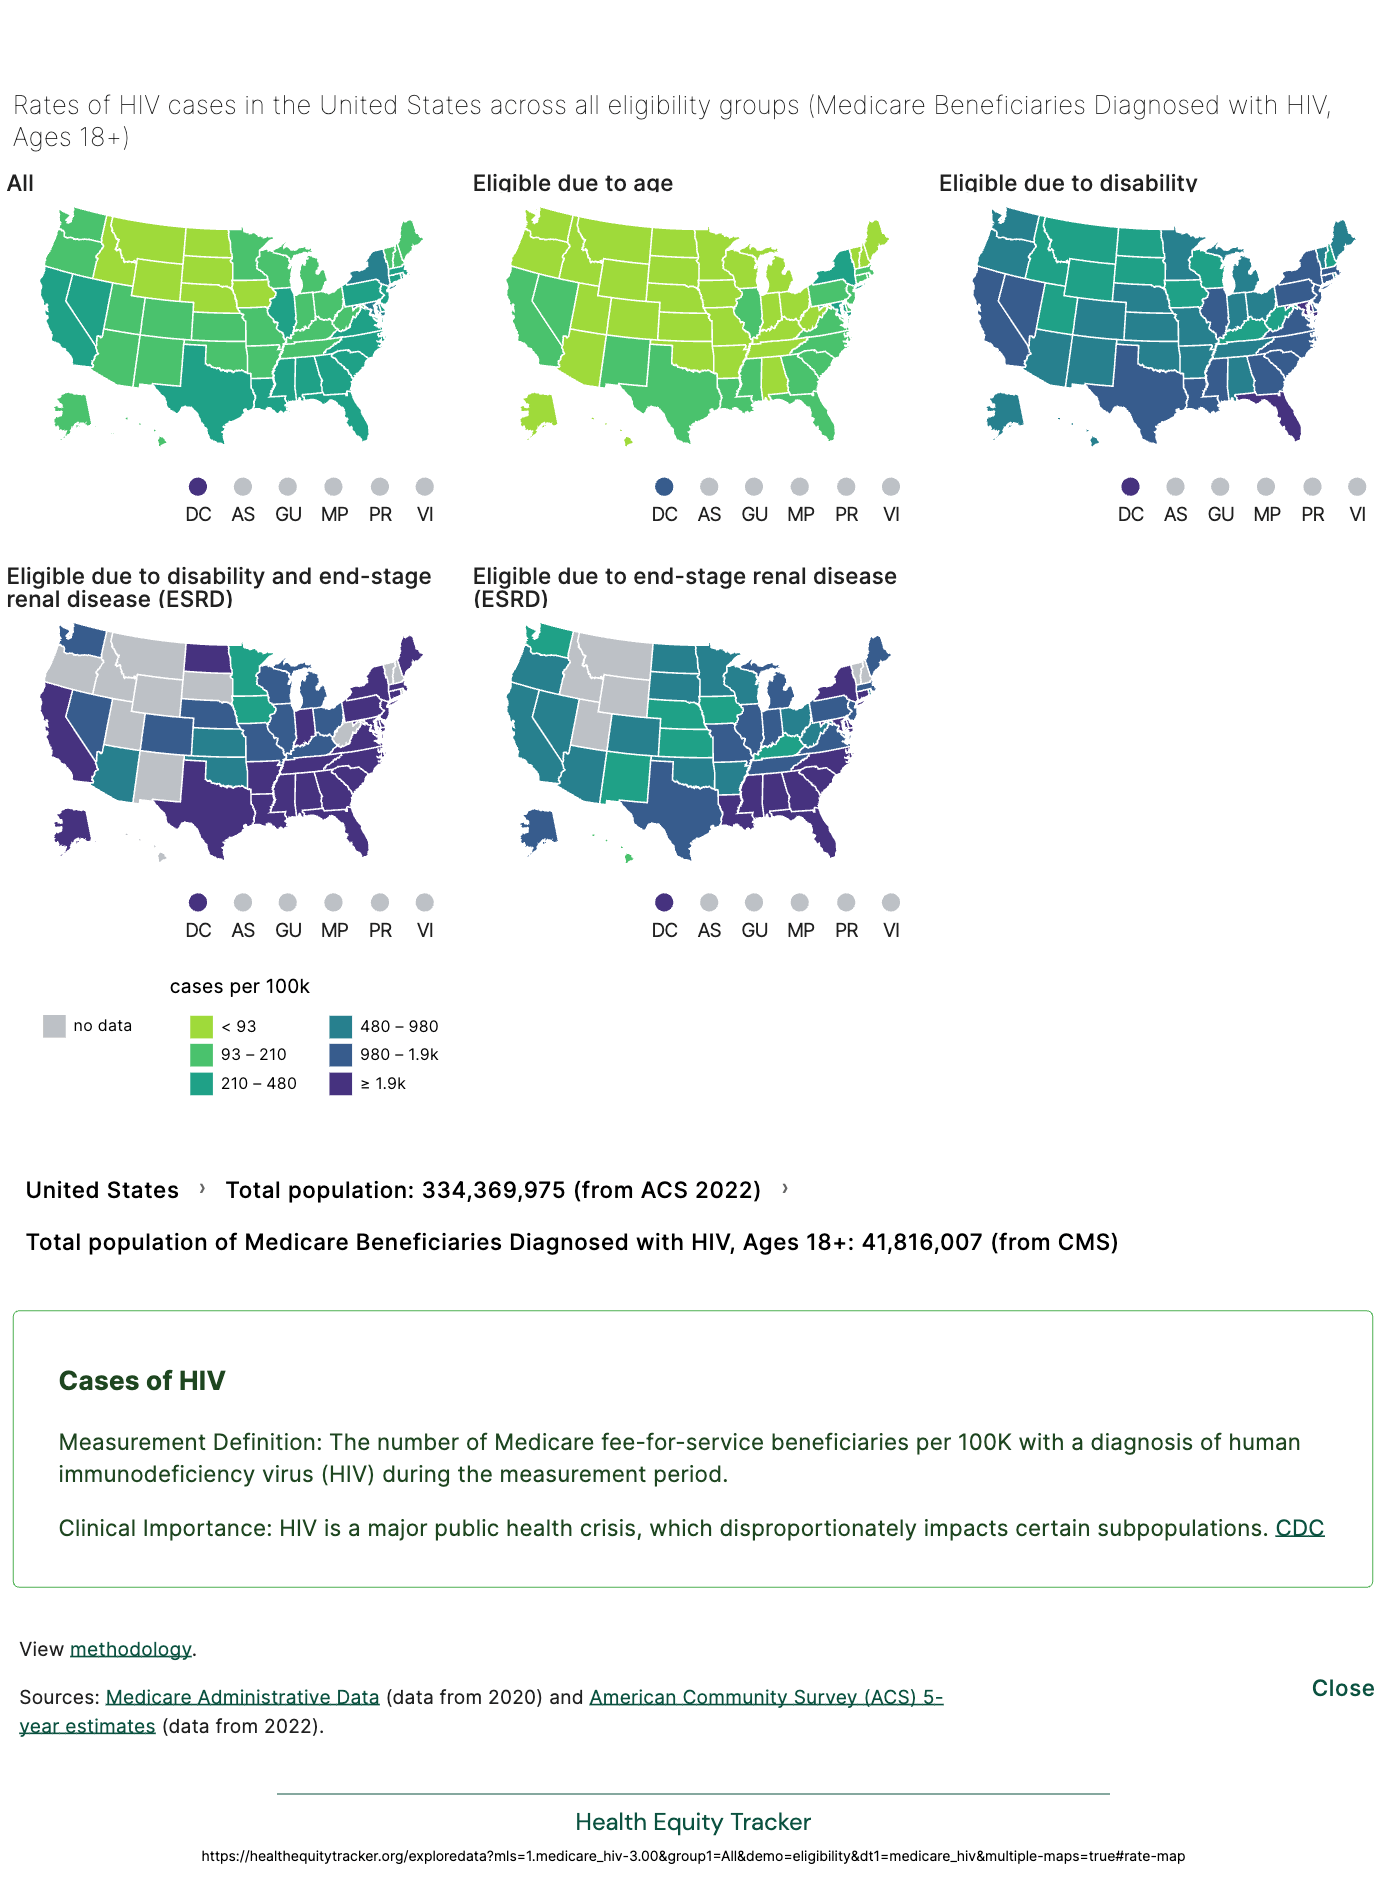 Rates of HIV cases in the United States across all eligibility groups (Medicare Beneficiaries Diagnosed with HIV,
Ages 18+)
All
Eligible due to age
Eligible due to disability
DC AS GU MP PR VI
DC AS GU MP PR VI
DC AS GU MP PR VI
Eligible due to disability and end-stage
renal disease (ESRD)
Eligible due to end-stage renal disease
(ESRD)
DC AS GU MP PR VI
DC AS GU MP PR VI
cases per 100k
no data
< 93
93 – 210
210 – 480
480 – 980
980 – 1.9k
≥ 1.9k
United States › Total population: 334,369,975 (from ACS 2022) ›
Total population of Medicare Beneficiaries Diagnosed with HIV, Ages 18+: 41,816,007 (from CMS)
Cases of HIV
Measurement Definition: The number of Medicare fee-for-service beneficiaries per 100K with a diagnosis of human
immunodeficiency virus (HIV) during the measurement period.
Clinical Importance: HIV is a major public health crisis, which disproportionately impacts certain subpopulations. CDC
View methodology.
Sources: Medicare Administrative Data (data from 2020) and American Community Survey (ACS) 5-
year estimates (data from 2022).
Close
Health Equity Tracker
https://healthequitytracker.org/exploredata?mls=1.medicare_hiv-3.00&group1=All&demo=eligibility&dt1=medicare_hiv&multiple-maps=true#rate-map